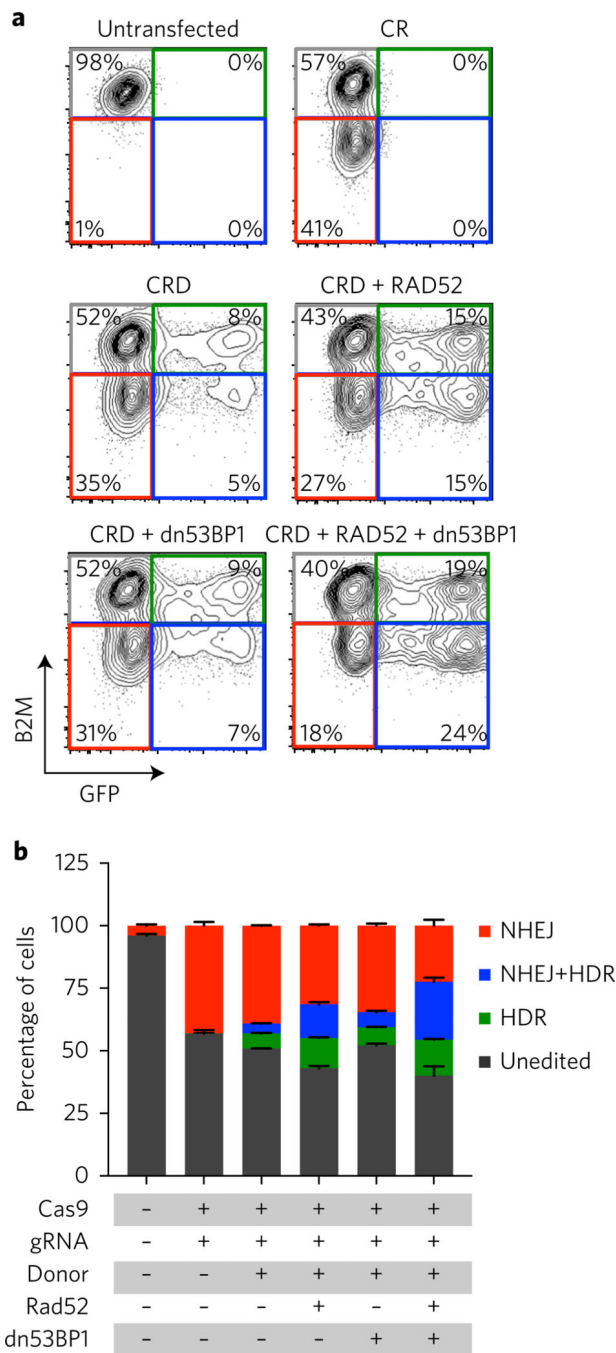 a
Untransfected CR
98% 0% 57% 0%
1% 0% 41% 0%
CRD CRD + RAD52
52% 8% 43% 15%
35% 5% 27% 15%
CRD + dn53BP1 CRD + RAD52 + dn53BP1
52% 9% 40% 19%
31% 7% 18% 24%
B2M
GFP
b
125
100
75
50
25
0
Percentage of cells
NHEJ
NHEJ+HDR
HDR
Unedited
Cas9 – + + + + +
gRNA – + + + + +
Donor – – + + + +
Rad52 – – – + – +
dn53BP1 – – – – + +